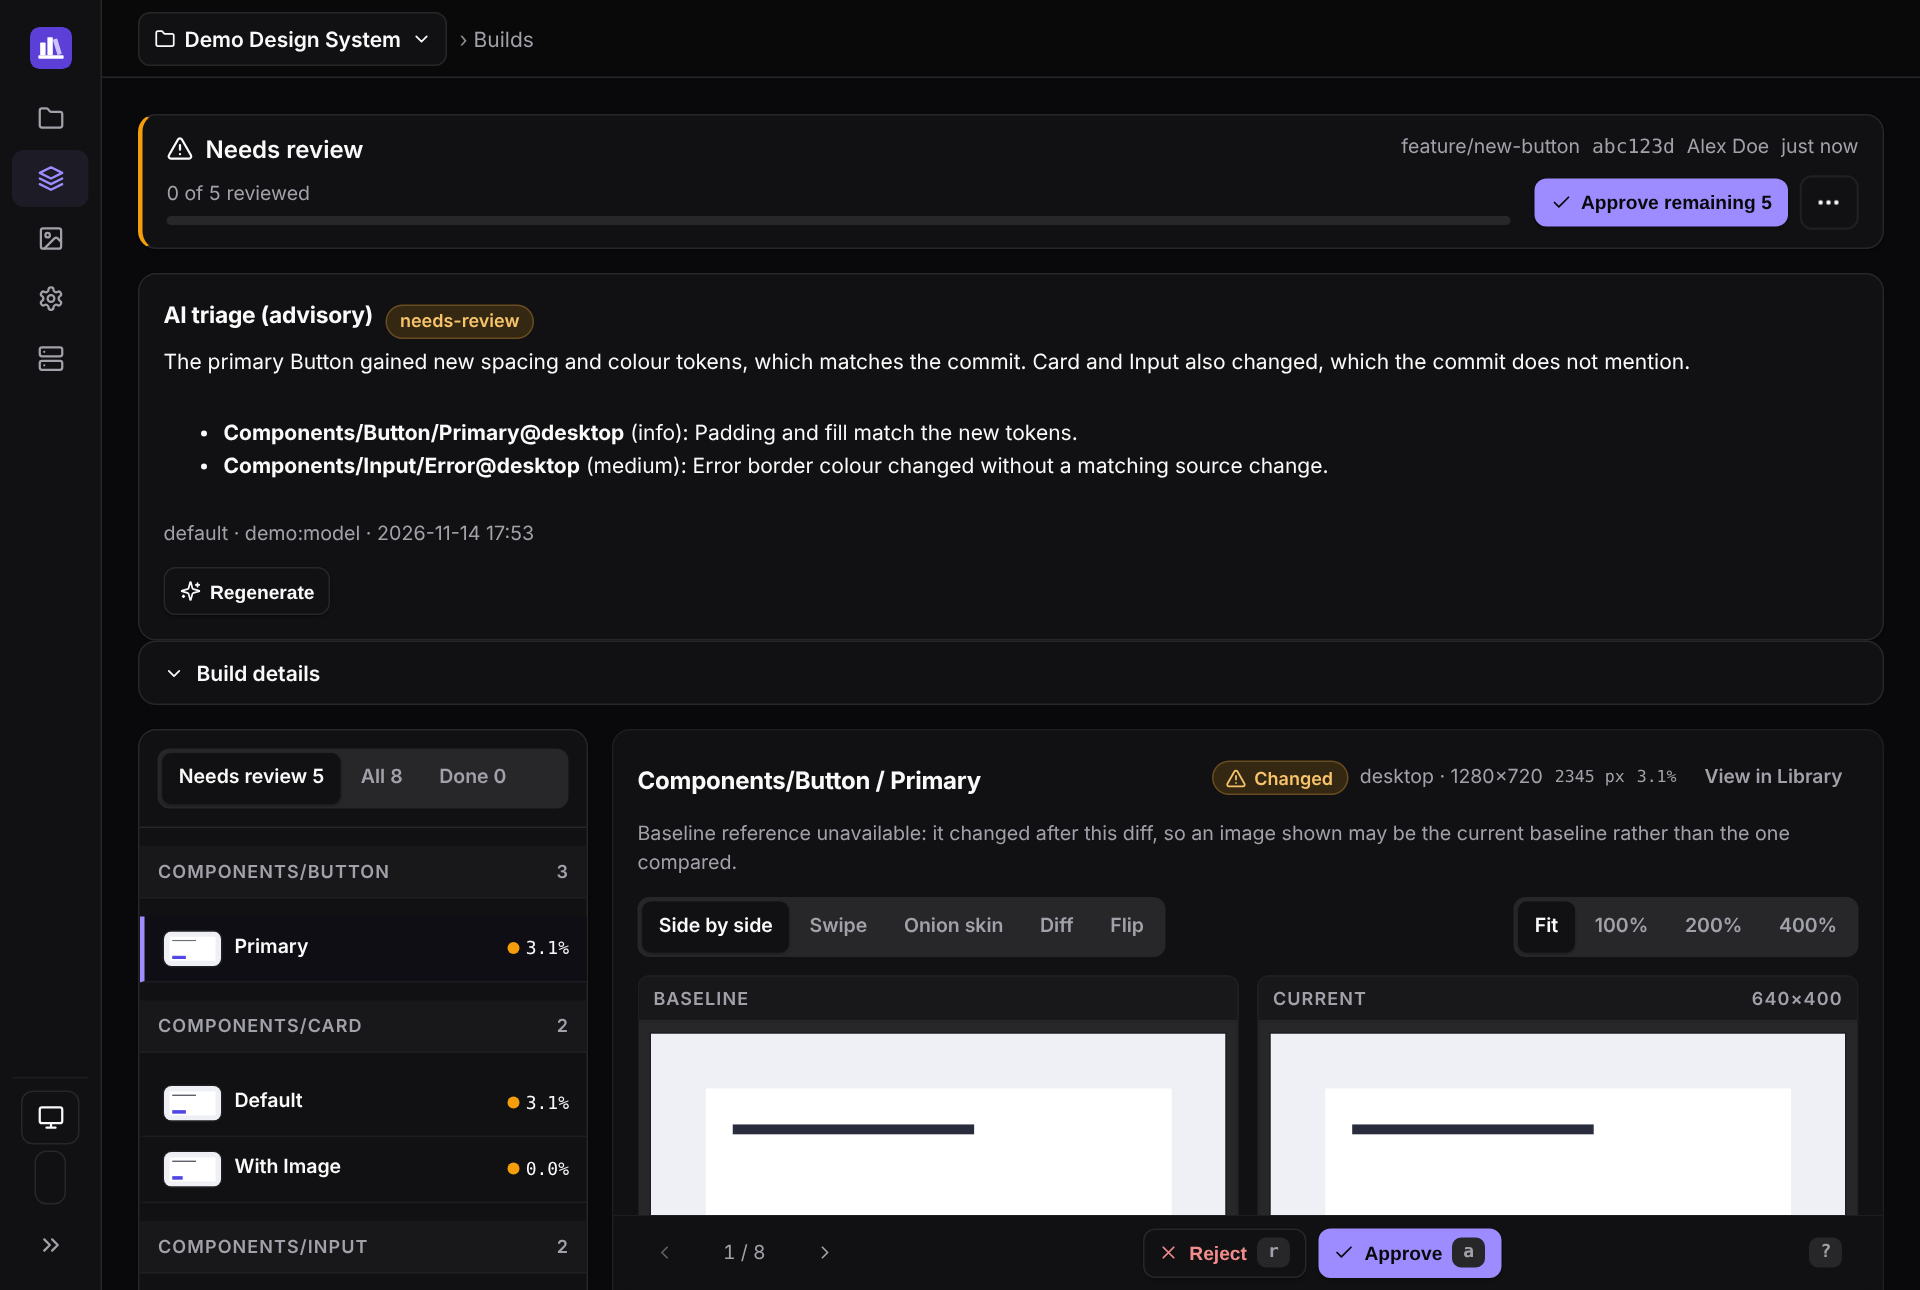 Demo Design System
› Builds
Needs review
feature/new-button abc123d Alex Doe just now
0 of 5 reviewed
Approve remaining 5
AI triage (advisory)
needs-review
The primary Button gained new spacing and colour tokens, which matches the commit. Card and Input also changed, which the commit does not mention.
• Components/Button/Primary@desktop (info): Padding and fill match the new tokens.
• Components/Input/Error@desktop (medium): Error border colour changed without a matching source change.
default · demo:model · 2026-11-14 17:53
Regenerate
Build details
Needs review 5
All 8
Done 0
COMPONENTS/BUTTON 3
Primary 3.1%
COMPONENTS/CARD 2
Default 3.1%
With Image 0.0%
COMPONENTS/INPUT 2
Components/Button / Primary
Changed
desktop · 1280×720 2345 px 3.1%
View in Library
Baseline reference unavailable: it changed after this diff, so an image shown may be the current baseline rather than the one
compared.
Side by side
Swipe
Onion skin
Diff
Flip
Fit
100%
200%
400%
BASELINE
CURRENT
640×400
1 / 8
Reject r
Approve a
?